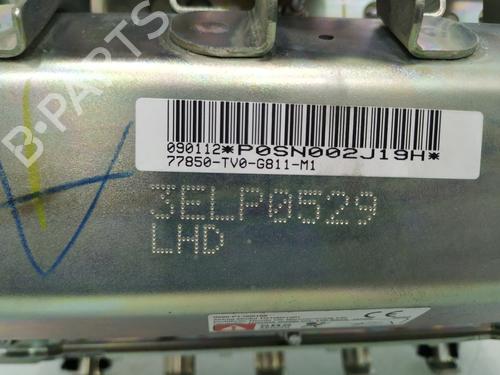 B-PARTS
090112*P0SN002J19H*
77850-TV0-G811-M1
3ELP0529
LHD